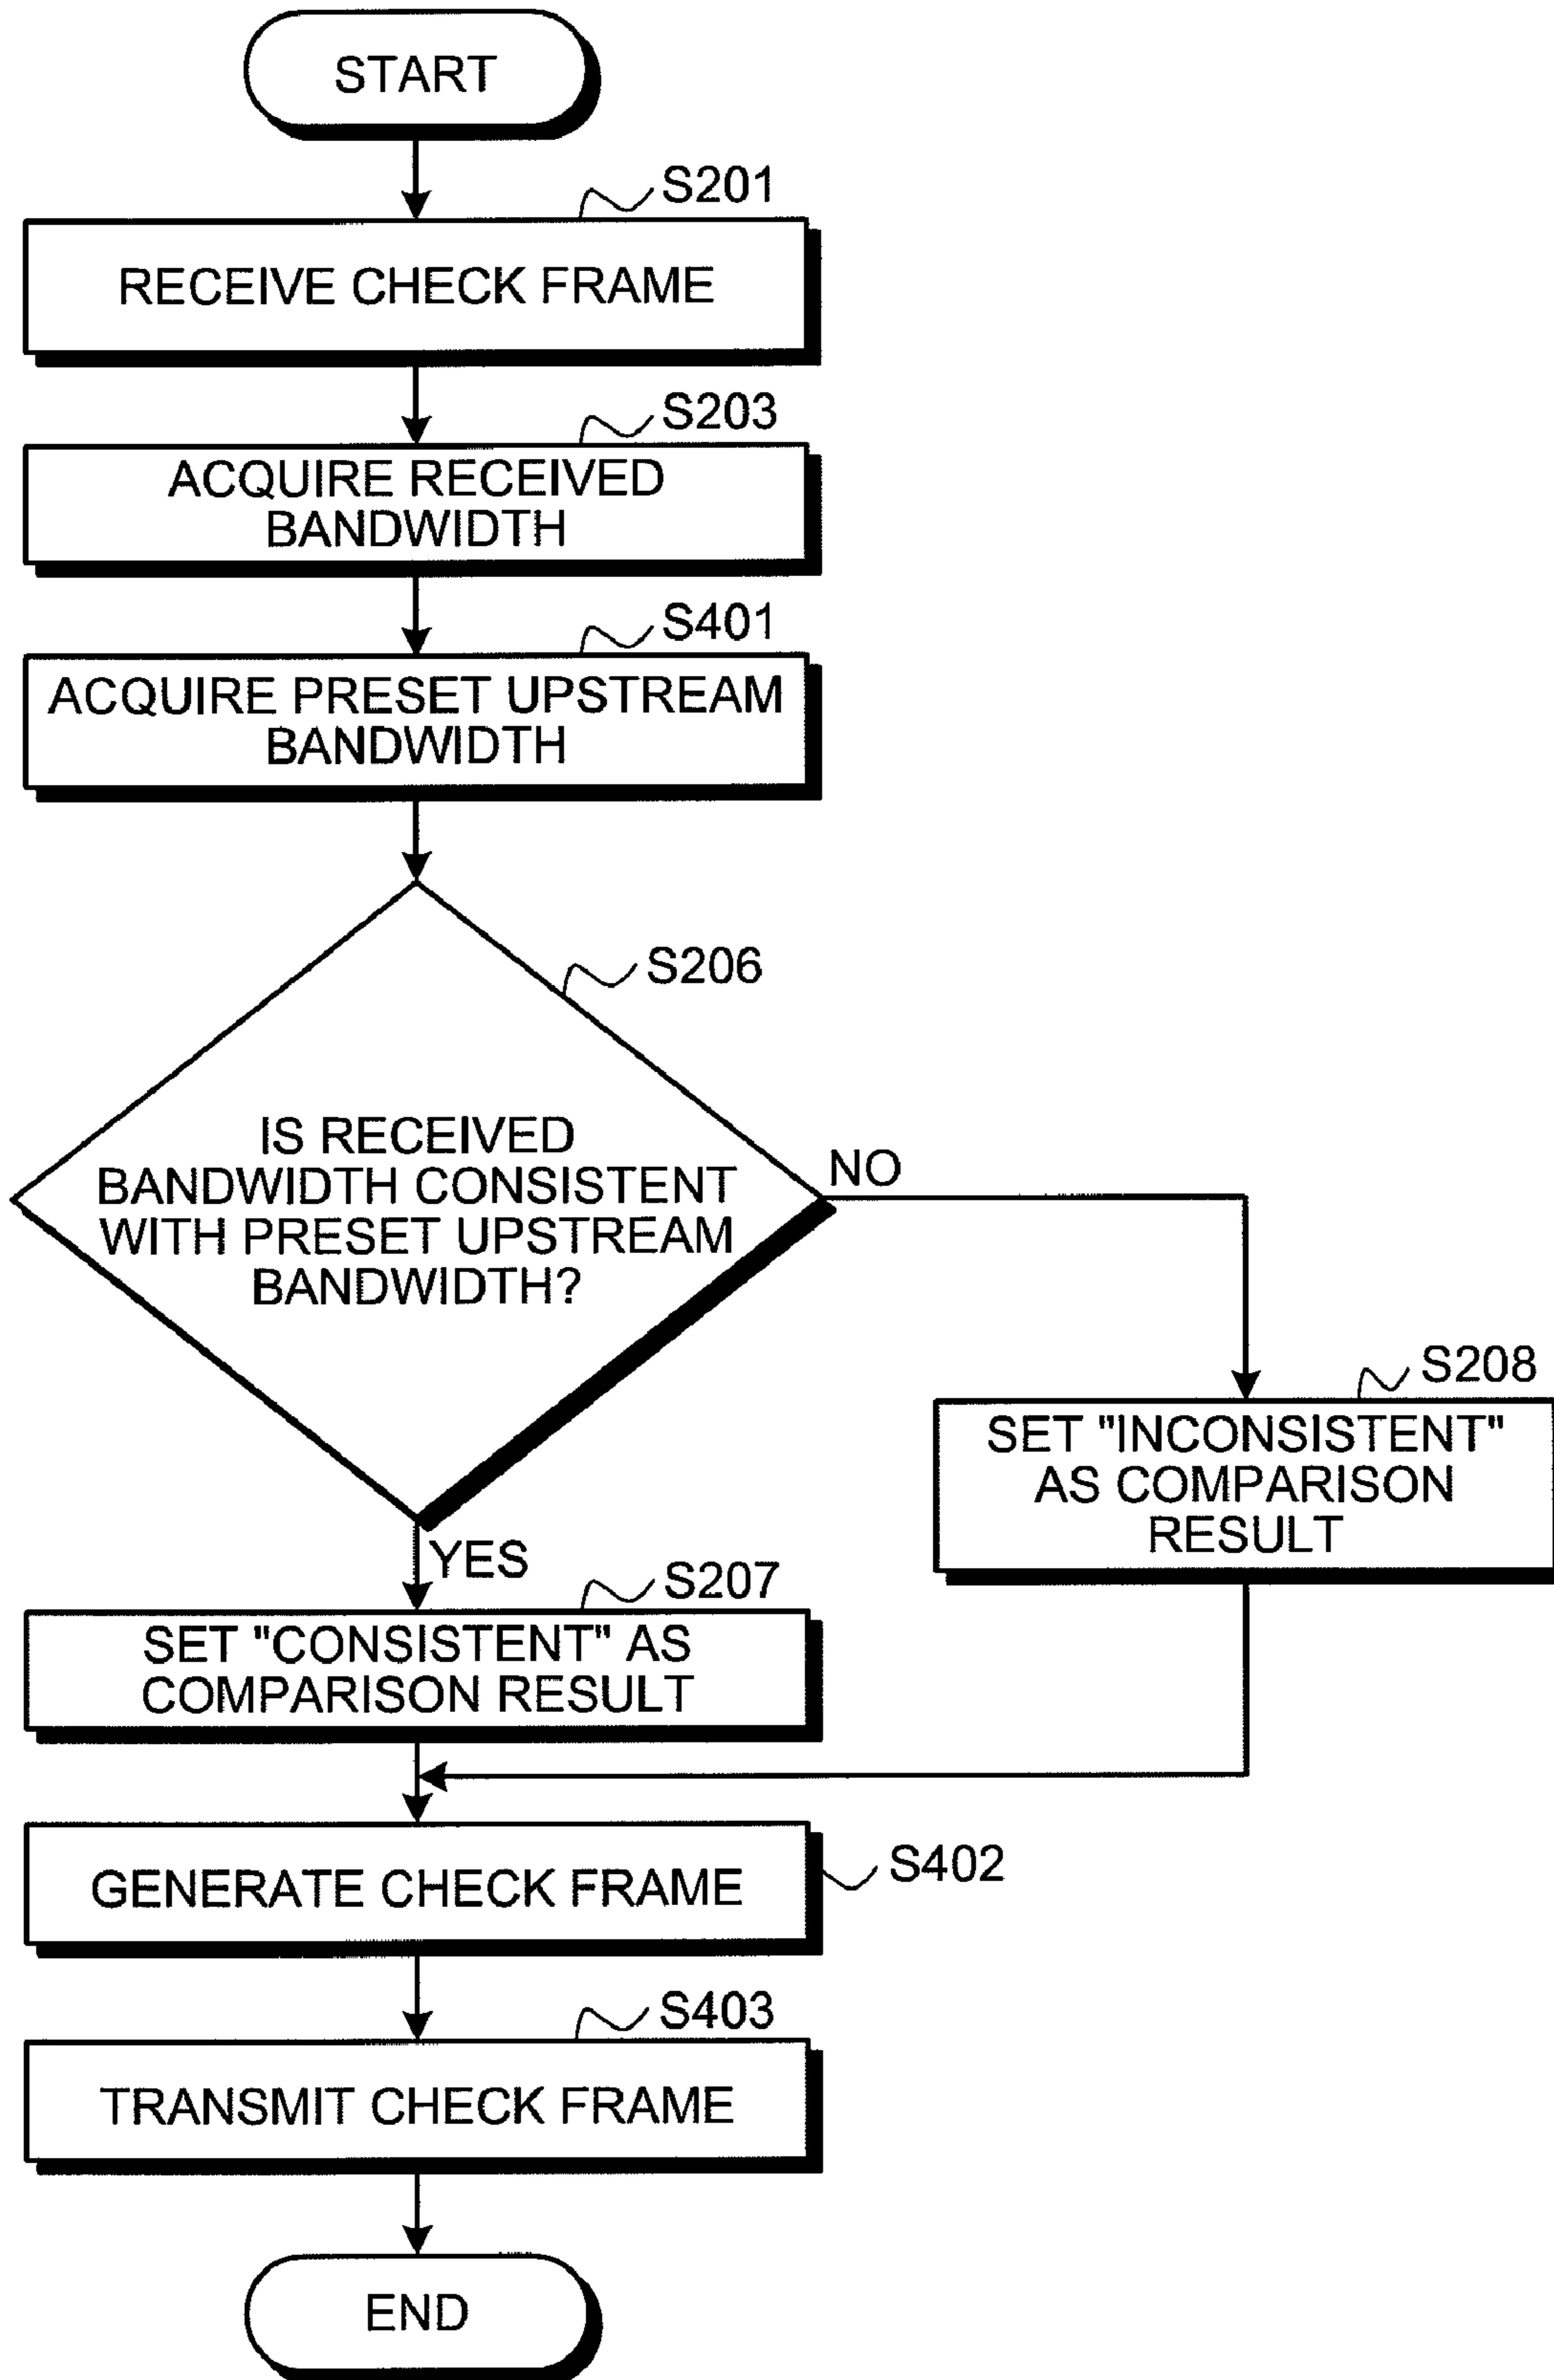 START
S201
RECEIVE CHECK FRAME
S203
ACQUIRE RECEIVED
BANDWIDTH
S401
ACQUIRE PRESET UPSTREAM
BANDWIDTH
S206
IS RECEIVED
BANDWIDTH CONSISTENT
WITH PRESET UPSTREAM
BANDWIDTH?
NO
S208
SET "INCONSISTENT"
AS COMPARISON
RESULT
YES
S207
SET "CONSISTENT" AS
COMPARISON RESULT
GENERATE CHECK FRAME
S402
S403
TRANSMIT CHECK FRAME
END